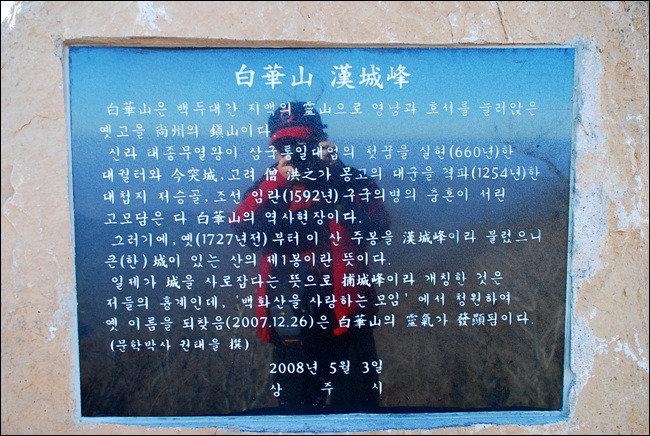 白華山 漢城峰
白華山은 백두대간 지맥의 靈山으로 영남과 호서를 눌러앉은
옛고을 尙州의 鎭山이다.
신라 태종무열왕이 삼국통일대업의 첫꿈을 실현(660년)한
대궐터와 今突城, 고려 僧 洪之가 몽고의 대군을 격파(1254년)한
대첩지 저승골, 조선 임란(1592년) 구국의병의 충혼이 서린
고모담은 다 白華山의 역사현장이다.
그러기에, 옛(1727년전)부터 이 산 주봉을 漢城峰이라 불렀으니
큰(한) 城이 있는 산의 제1봉이란 뜻이다.
일제가 城을 사로잡다는 뜻으로 捕城峰이라 개칭한 것은
저들의 흉계인데, '백화산을 사랑하는 모임' 에서 청원하여
옛 이름을 되찾음(2007.12.26)은 白華山의 靈氣가 發顯됨이다.
(문학박사 권태을 撰)
2008년 5월 3일
상 주 시